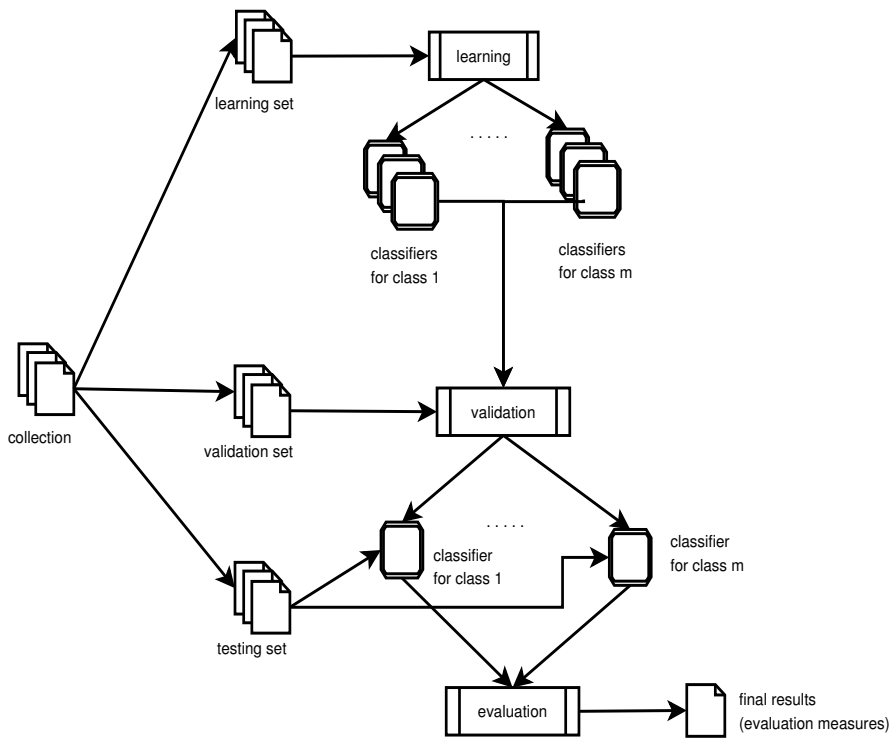 learning
learning set
. . . . .
classifiers
for class 1
classifiers
for class m
collection
validation
validation set
. . . . .
classifier
for class 1
classifier
for class m
testing set
evaluation
final results
(evaluation measures)